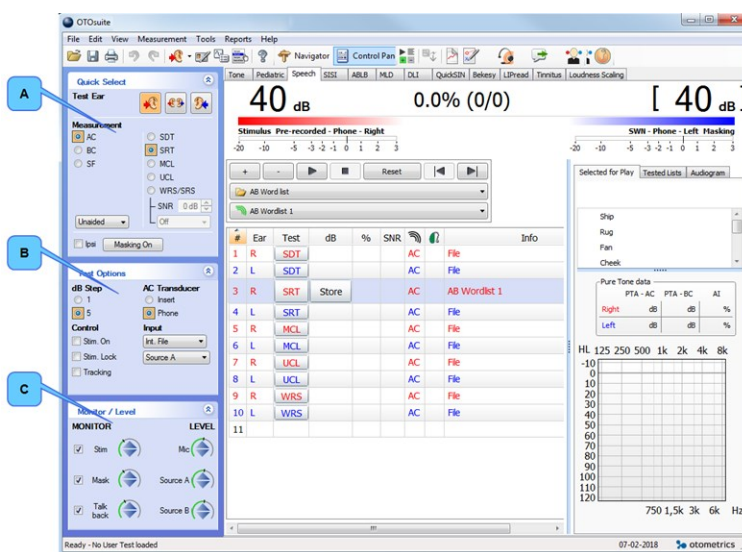 OTOsuite
File Edit View Measurement Tools Reports Help
Navigator Control Pan
Quick Select
Test Ear
Measurement
AC SDT
BC SRT
SF MCL
UCL
WRS/SRS
SNR 0 dB
Unaided Off
Ipsi Masking On
A
B
C
Test Options
dB Step AC Transducer
1 Insert
5 Phone
Control Input
Stim. On Int. File
Stim. Lock Source A
Tracking
Monitor / Level
MONITOR LEVEL
Stim Mic
Mask Source A
Talk back Source B
Tone Pediatric Speech SISI ABLB MLD DLI QuickSIN Bekesy LIPread Tinnitus Loudness Scaling
40 dB 0.0% (0/0) [ 40 dB ]
Stimulus Pre-recorded - Phone - Right SWN - Phone - Left Masking
-20 -10 -5 -3 -2 -1 0 1 2 3 -20 -10 -5 -3 -2 -1 0 1 2 3
+ - Reset
AB Word list
AB Wordlist 1
# Ear Test dB % SNR Info
1 R SDT AC File
2 L SDT AC File
3 R SRT Store AC AB Wordlist 1
4 L SRT AC File
5 R MCL AC File
6 L MCL AC File
7 R UCL AC File
8 L UCL AC File
9 R WRS AC File
10 L WRS AC File
11
Selected for Play Tested Lists Audiogram
Ship
Rug
Fan
Cheek
Pure Tone data
PTA - AC PTA - BC AI
Right dB dB %
Left dB dB %
HL 125 250 500 1k 2k 4k 8k
-10
0
10
20
30
40
50
60
70
80
90
100
110
120
750 1,5k 3k 6k Hz
Ready - No User Test loaded 07-02-2018 otometrics